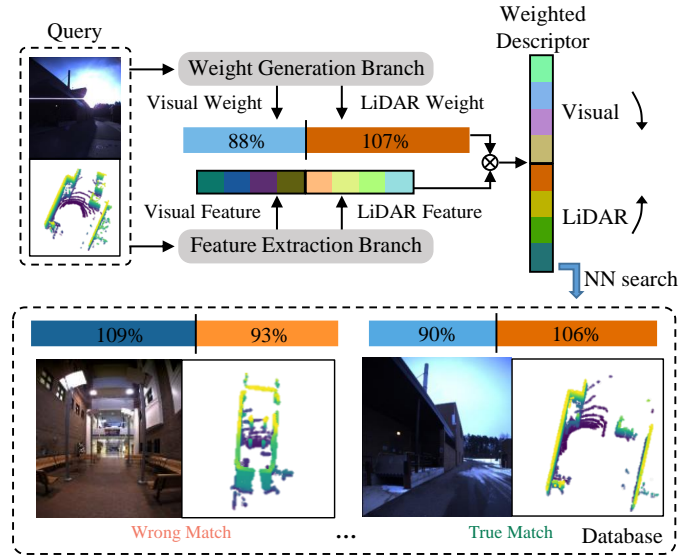 Query
Weighted
Descriptor
Weight Generation Branch
Visual Weight
LiDAR Weight
88%
107%
Visual Feature
LiDAR Feature
Feature Extraction Branch
Visual
LiDAR
NN search
109%
93%
90%
106%
Wrong Match
...
True Match
Database